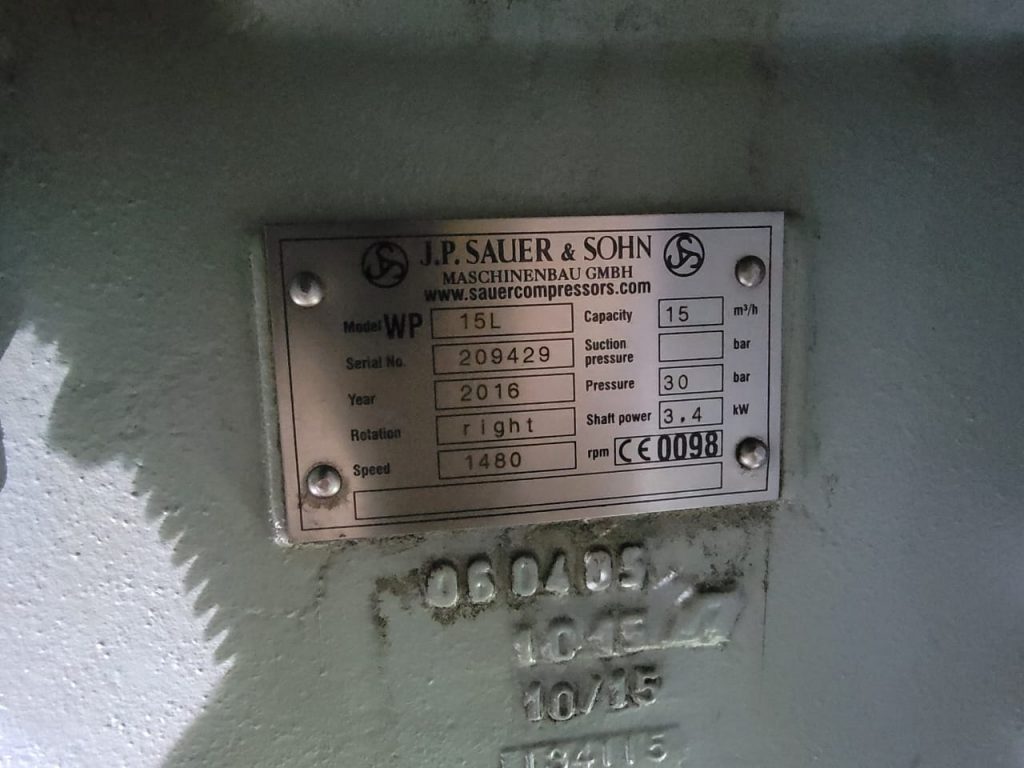 J.P. SAUER & SOHN
MASCHINENBAU GMBH
www.sauercompressors.com
Model WP 15L Capacity 15 m³/h
Serial No. 209429 Suction pressure bar
Year 2016 Pressure 30 bar
Rotation right Shaft power 3.4 kW
Speed 1480 rpm CE 0098
060405
10/15